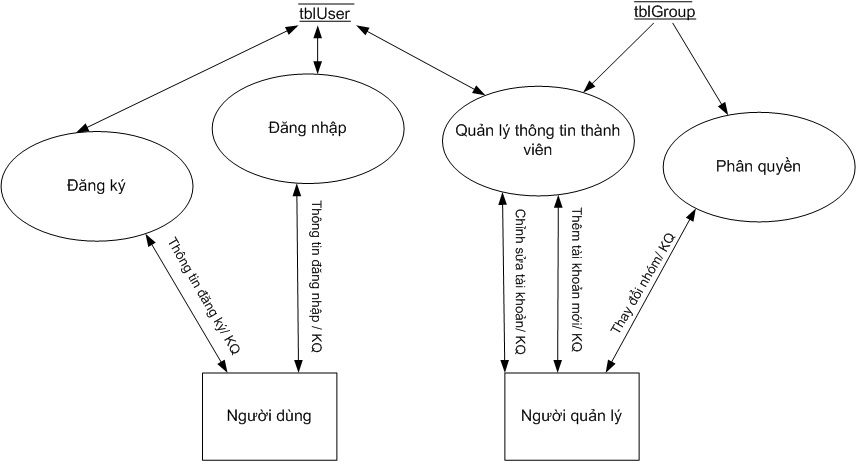 tblUser
tblGroup
Đăng nhập
Quản lý thông tin thành
viên
Phân quyền
Đăng ký
Thông tin đăng ký/ KQ
Thông tin đăng nhập / KQ
Chỉnh sửa tài khoản/ KQ
Thêm tài khoản mới/ KQ
Thay đổi nhóm/ KQ
Người dùng
Người quản lý